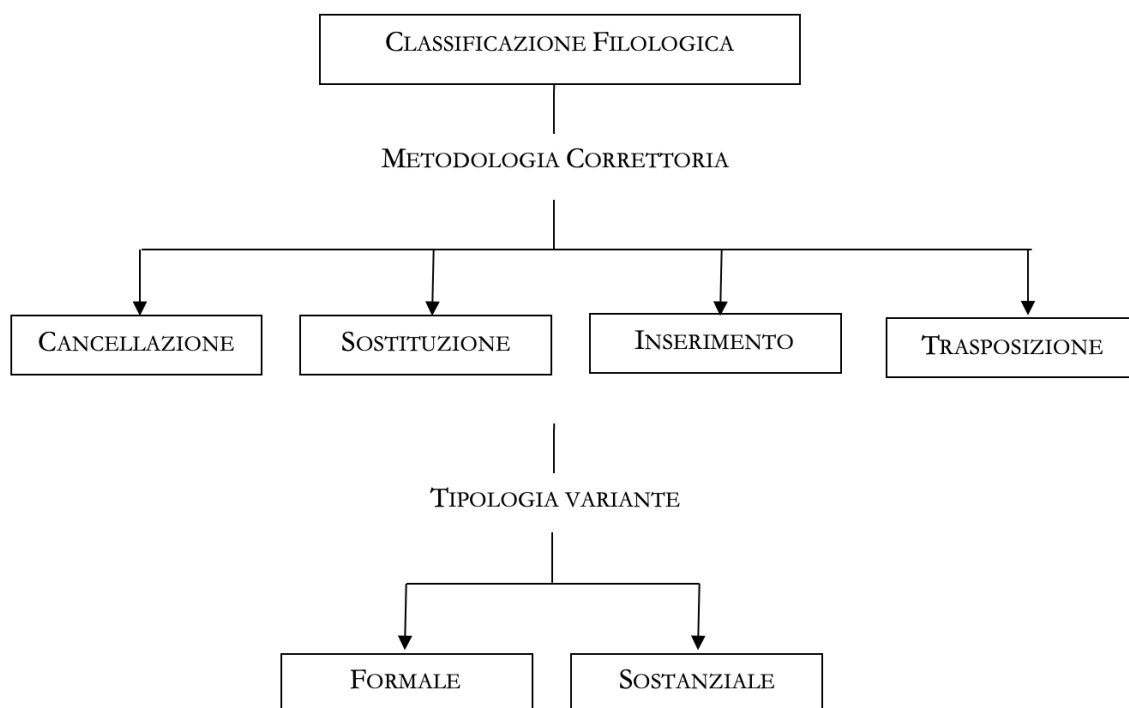 CLASSIFICAZIONE FILOLOGICA
METODOLOGIA CORRETTORIA
CANCELLAZIONE
SOSTITUZIONE
INSERIMENTO
TRASPOSIZIONE
TIPOLOGIA VARIANTE
FORMALE
SOSTANZIALE